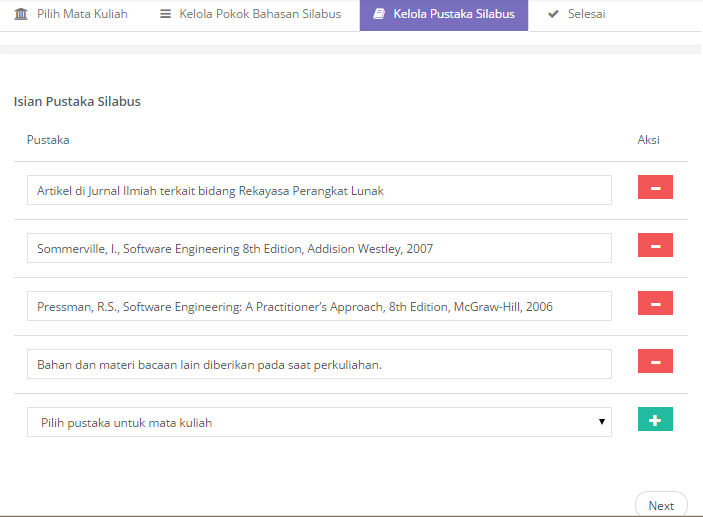 Pilih Mata Kuliah Kelola Pokok Bahasan Silabus Kelola Pustaka Silabus Selesai
Isian Pustaka Silabus
Pustaka Aksi
Artikel di Jurnal Ilmiah terkait bidang Rekayasa Perangkat Lunak
Sommerville, I., Software Engineering 8th Edition, Addision Westley, 2007
Pressman, R.S., Software Engineering: A Practitioner's Approach, 8th Edition, McGraw-Hill, 2006
Bahan dan materi bacaan lain diberikan pada saat perkuliahan.
Pilih pustaka untuk mata kuliah
Next